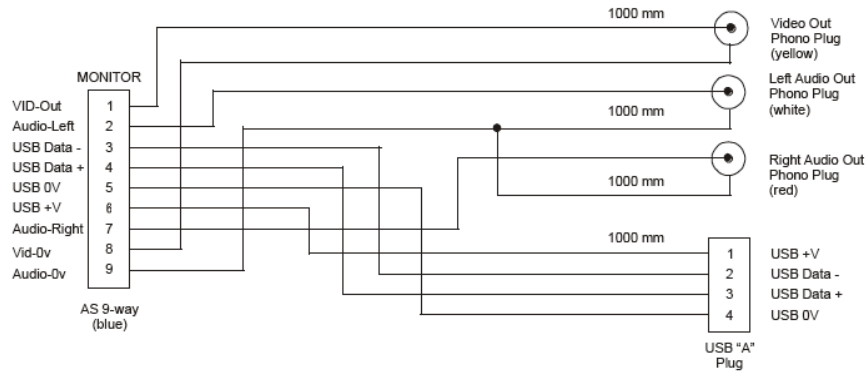 1000 mm
Video Out
Phono Plug
(yellow)
MONITOR
Left Audio Out
Phono Plug
(white)
1000 mm
VID-Out 1
Audio-Left 2
USB Data - 3
USB Data + 4
USB 0V 5
USB +V 6
Audio-Right 7
Vid-0v 8
Audio-0v 9
AS 9-way
(blue)
Right Audio Out
Phono Plug
(red)
1000 mm
1000 mm
1 USB +V
2 USB Data -
3 USB Data +
4 USB 0V
USB “A”
Plug